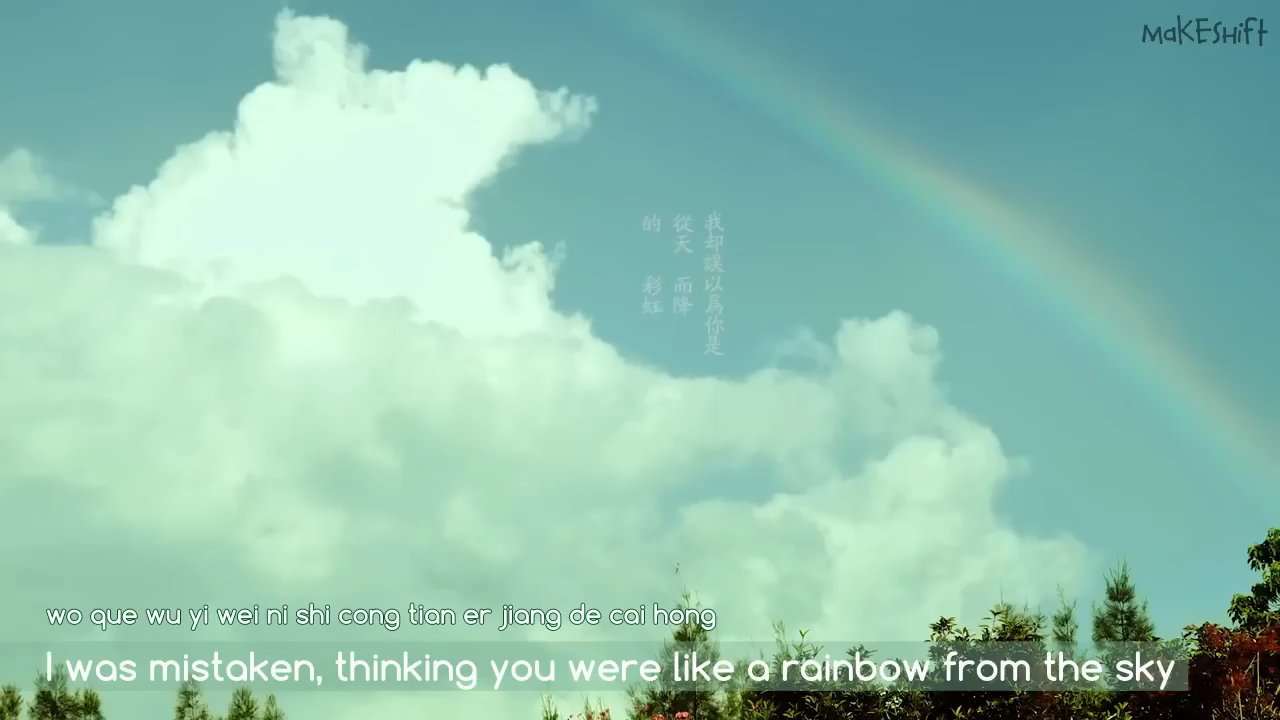 MaKESHift
我却誤以爲你是
從天 而降
的 彩虹
wo que wu yi wei ni shi cong tian er jiang de cai hong
I was mistaken, thinking you were like a rainbow from the sky